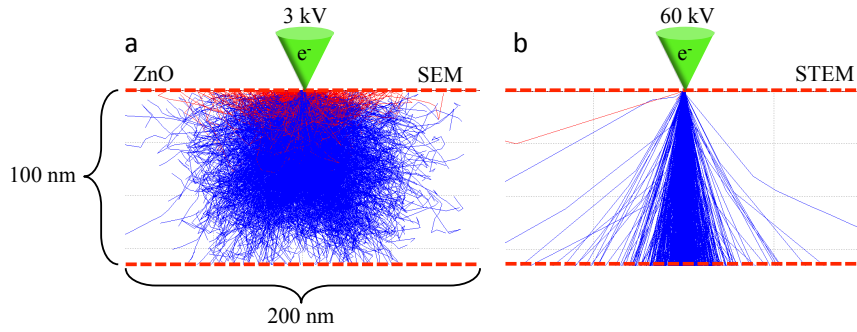 3 kV
60 kV
a
e-
b
e-
ZnO
SEM
STEM
100 nm
200 nm